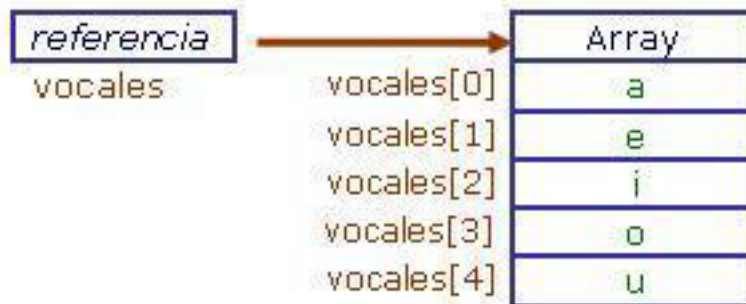 referencia Array
vocales vocales[0] a
vocales[1] e
vocales[2] i
vocales[3] o
vocales[4] u